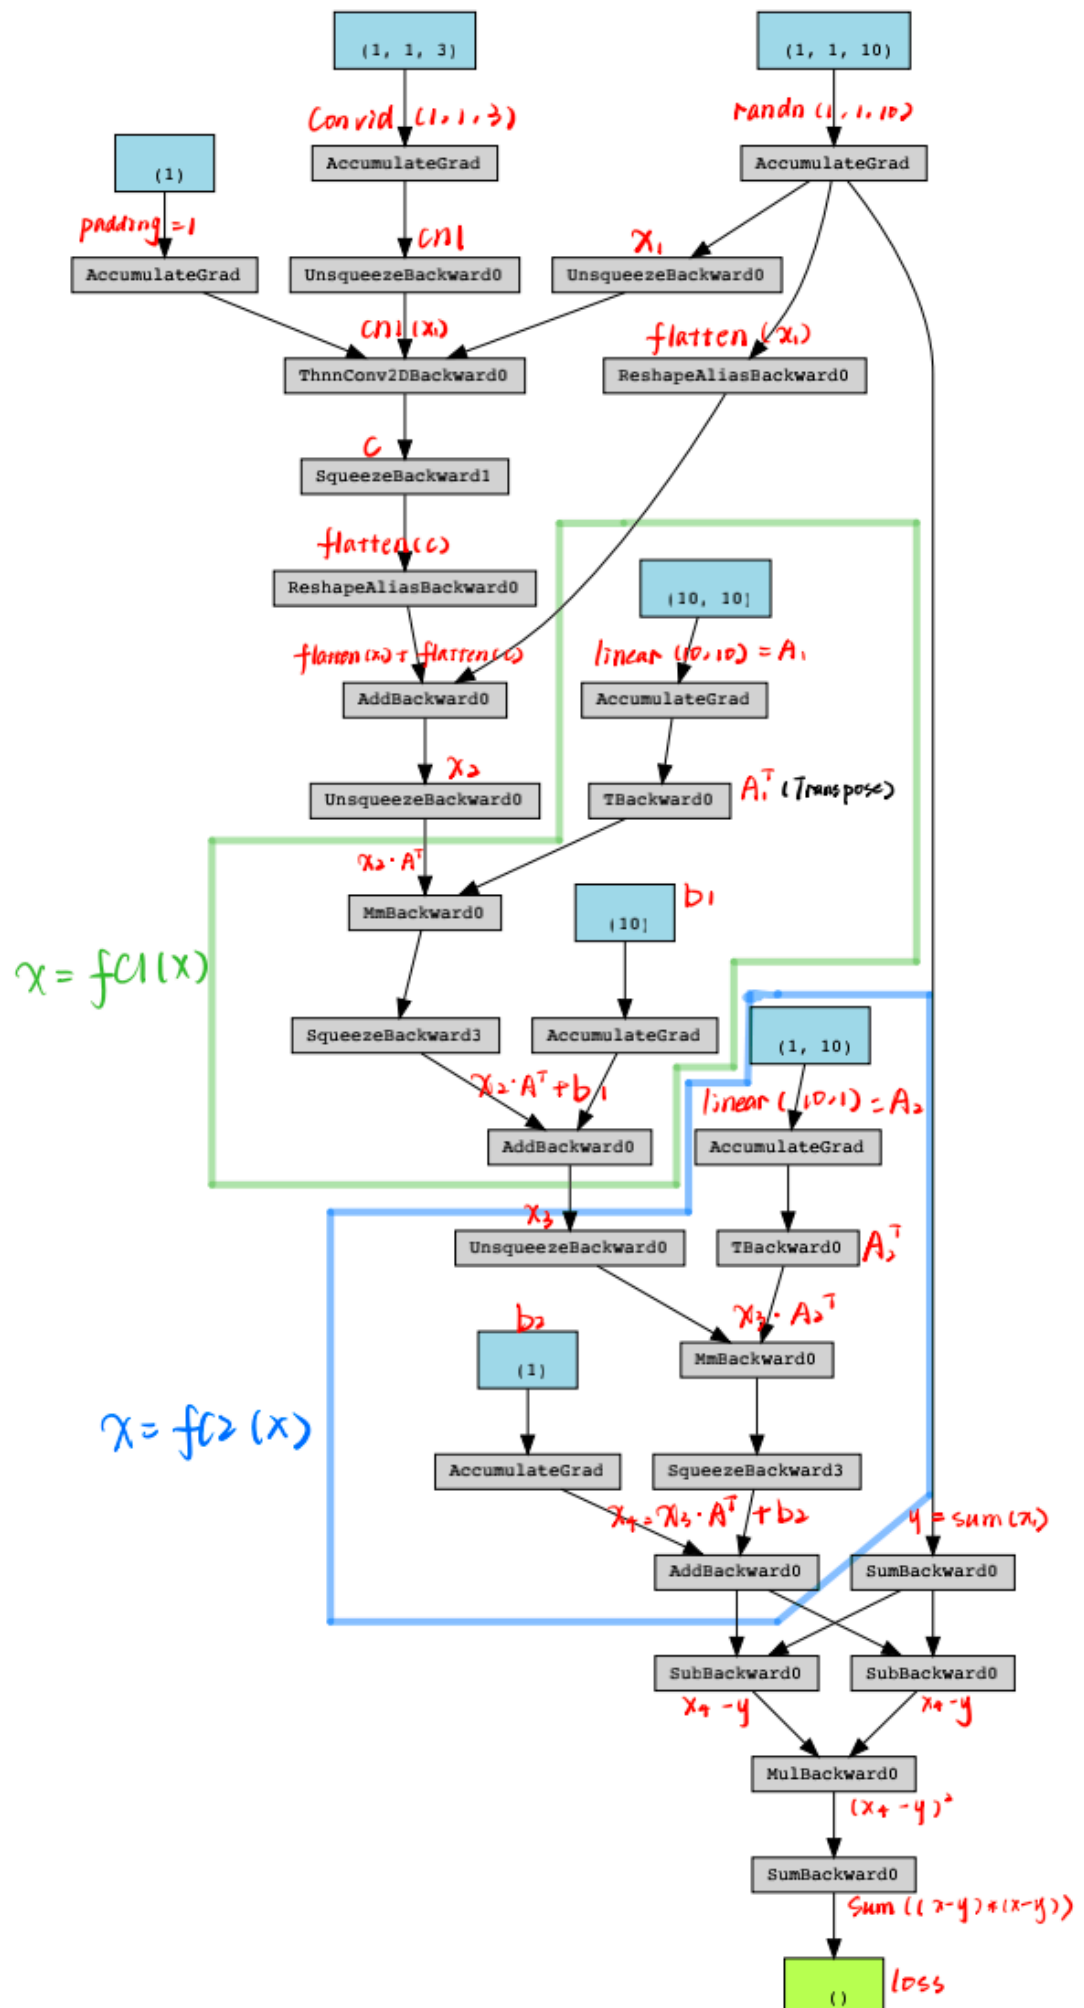 (1, 1, 3)
(1, 1, 10)
Conv1d (1,1,3)
randn (1,1,10)
AccumulateGrad
AccumulateGrad
(1)
padding=1
cn1
x₁
AccumulateGrad
UnsqueezeBackward0
UnsqueezeBackward0
cn1(x₁)
flatten(x₁)
ThnnConv2DBackward0
ReshapeAliasBackward0
C
SqueezeBackward1
flatten(c)
ReshapeAliasBackward0
(10, 10)
flatten(x₁)+ flatten(c)
linear (10,10) = A₁
AddBackward0
AccumulateGrad
x₂
UnsqueezeBackward0
TBackward0
A₁ᵀ (Transpose)
x₂·Aᵀ
MmBackward0
(10)
b₁
x = fC1(x)
SqueezeBackward3
AccumulateGrad
(1, 10)
x₂·Aᵀ+b₁
linear(10,1) = A₂
AddBackward0
AccumulateGrad
x₃
UnsqueezeBackward0
TBackward0
A₂ᵀ
x₃·A₂ᵀ
b₂
(1)
MmBackward0
x = fC2(x)
AccumulateGrad
SqueezeBackward3
x₄=x₃·Aᵀ+b₂
y=sum(x₁)
AddBackward0
SumBackward0
SubBackward0
SubBackward0
x₄-y
x₄-y
MulBackward0
(x₄-y)²
SumBackward0
Sum((x-y)*(x-y))
()
loss